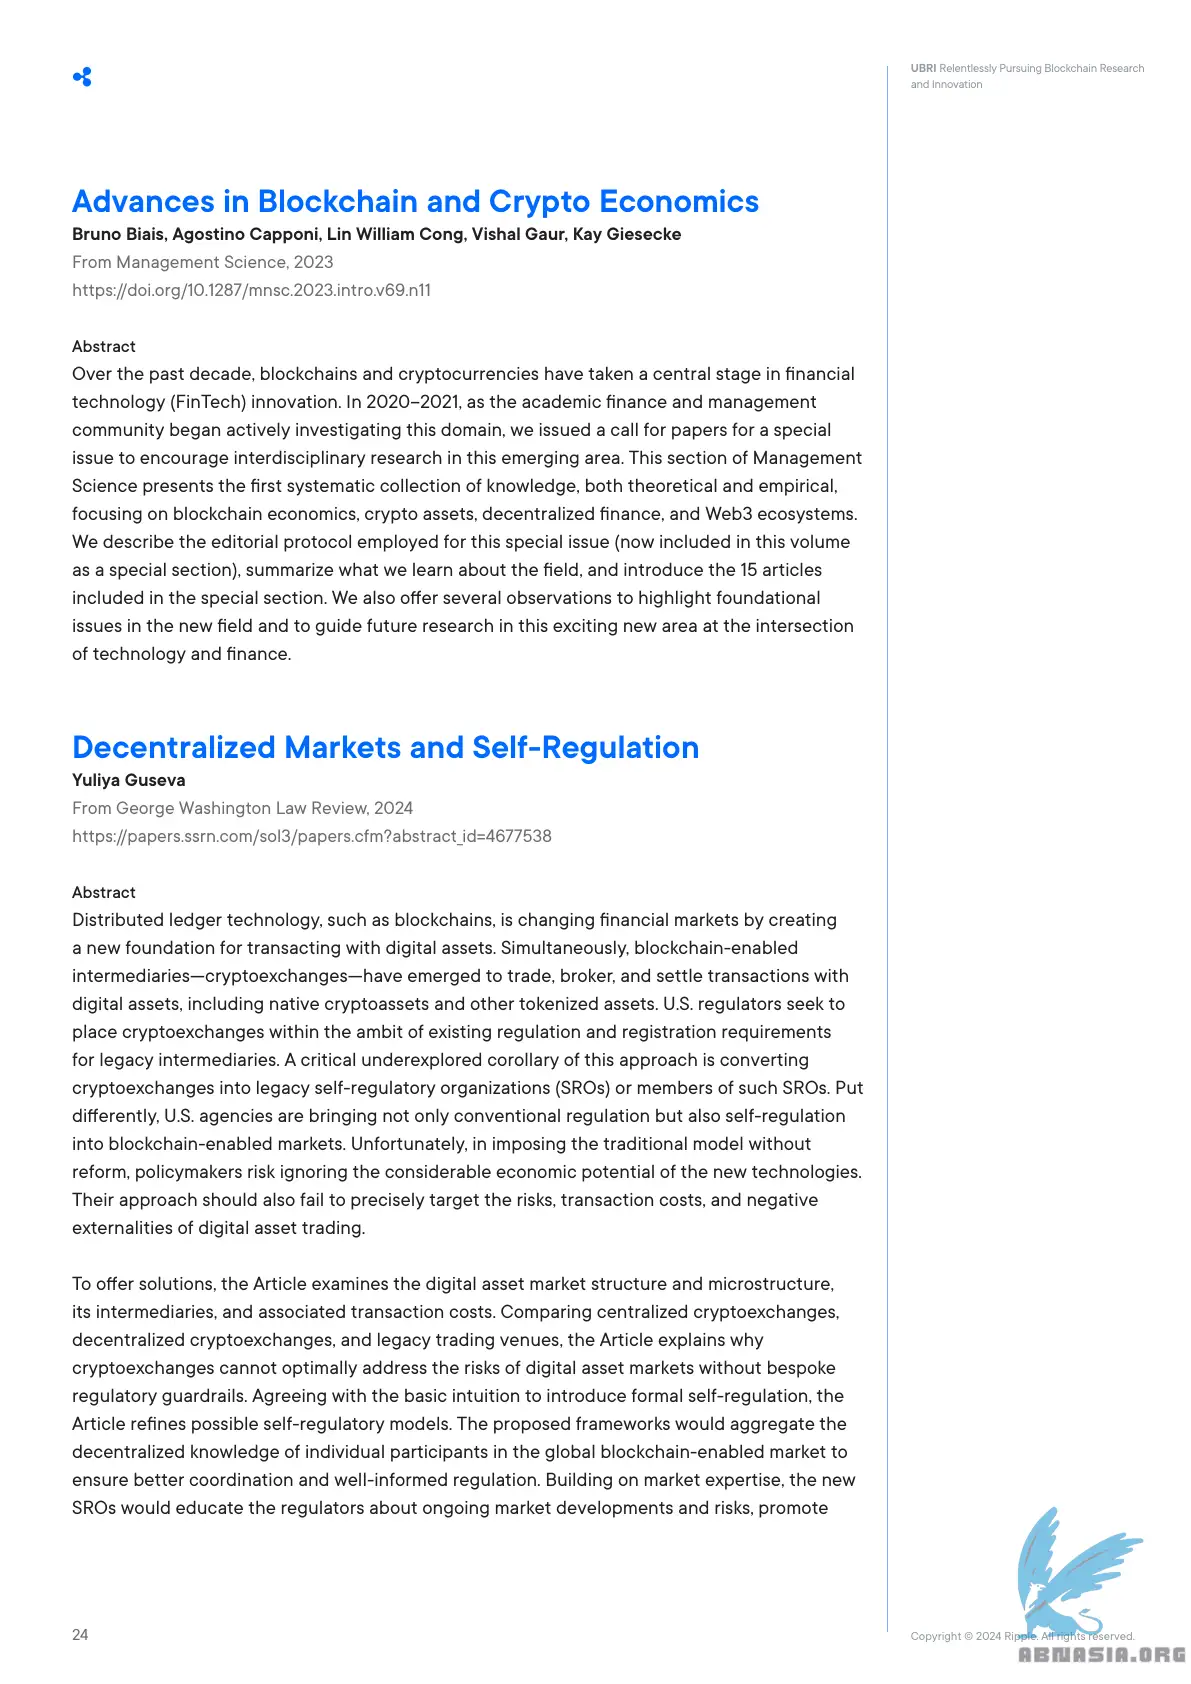 UBRI Relentlessly Pursuing Blockchain Research
and Innovation
Advances in Blockchain and Crypto Economics
Bruno Biais, Agostino Capponi, Lin William Cong, Vishal Gaur, Kay Giesecke
From Management Science, 2023
https://doi.org/10.1287/mnsc.2023.intro.v69.n11
Abstract
Over the past decade, blockchains and cryptocurrencies have taken a central stage in financial
technology (FinTech) innovation. In 2020–2021, as the academic finance and management
community began actively investigating this domain, we issued a call for papers for a special
issue to encourage interdisciplinary research in this emerging area. This section of Management
Science presents the first systematic collection of knowledge, both theoretical and empirical,
focusing on blockchain economics, crypto assets, decentralized finance, and Web3 ecosystems.
We describe the editorial protocol employed for this special issue (now included in this volume
as a special section), summarize what we learn about the field, and introduce the 15 articles
included in the special section. We also offer several observations to highlight foundational
issues in the new field and to guide future research in this exciting new area at the intersection
of technology and finance.
Decentralized Markets and Self-Regulation
Yuliya Guseva
From George Washington Law Review, 2024
https://papers.ssrn.com/sol3/papers.cfm?abstract_id=4677538
Abstract
Distributed ledger technology, such as blockchains, is changing financial markets by creating
a new foundation for transacting with digital assets. Simultaneously, blockchain-enabled
intermediaries—cryptoexchanges—have emerged to trade, broker, and settle transactions with
digital assets, including native cryptoassets and other tokenized assets. U.S. regulators seek to
place cryptoexchanges within the ambit of existing regulation and registration requirements
for legacy intermediaries. A critical underexplored corollary of this approach is converting
cryptoexchanges into legacy self-regulatory organizations (SROs) or members of such SROs. Put
differently, U.S. agencies are bringing not only conventional regulation but also self-regulation
into blockchain-enabled markets. Unfortunately, in imposing the traditional model without
reform, policymakers risk ignoring the considerable economic potential of the new technologies.
Their approach should also fail to precisely target the risks, transaction costs, and negative
externalities of digital asset trading.
To offer solutions, the Article examines the digital asset market structure and microstructure,
its intermediaries, and associated transaction costs. Comparing centralized cryptoexchanges,
decentralized cryptoexchanges, and legacy trading venues, the Article explains why
cryptoexchanges cannot optimally address the risks of digital asset markets without bespoke
regulatory guardrails. Agreeing with the basic intuition to introduce formal self-regulation, the
Article refines possible self-regulatory models. The proposed frameworks would aggregate the
decentralized knowledge of individual participants in the global blockchain-enabled market to
ensure better coordination and well-informed regulation. Building on market expertise, the new
SROs would educate the regulators about ongoing market developments and risks, promote
24
Copyright © 2024 Ripple. All rights reserved.
ABNASIA.ORG